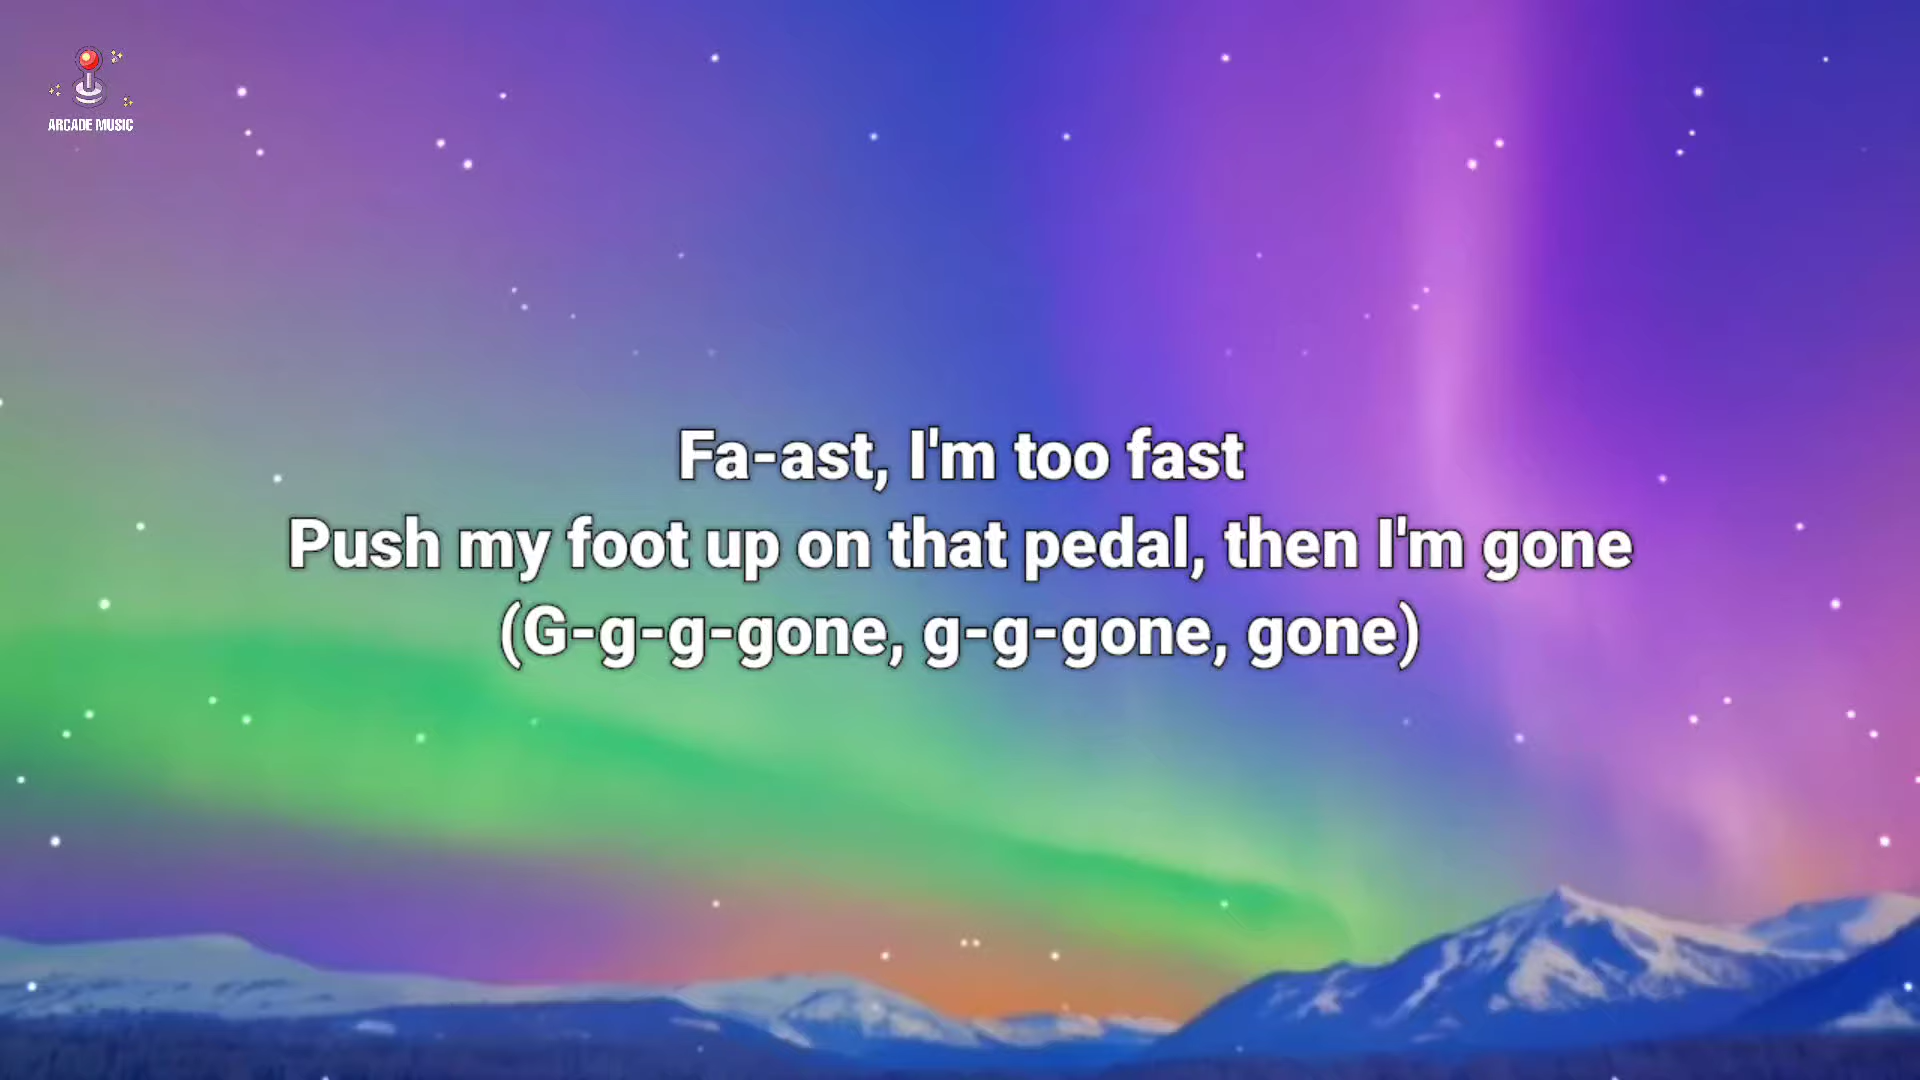 ARCADE MUSIC
Fa-ast, I'm too fast
Push my foot up on that pedal, then I'm gone
(G-g-g-gone, g-g-gone, gone)